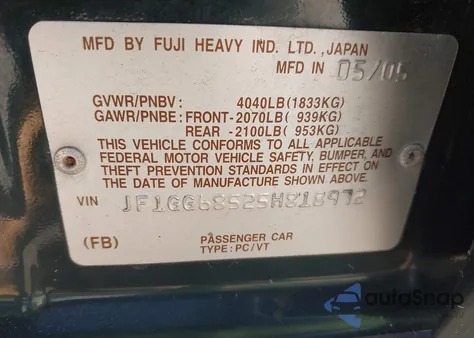 MFD BY FUJI HEAVY IND. LTD., JAPAN
MFD IN 05/05
GVWR/PNBV: 4040LB(1833KG)
GAWR/PNBE: FRONT-2070LB( 939KG)
REAR -2100LB( 953KG)
THIS VEHICLE CONFORMS TO ALL APPLICABLE
FEDERAL MOTOR VEHICLE SAFETY, BUMPER, AND
THEFT PREVENTION STANDARDS IN EFFECT ON
THE DATE OF MANUFACTURE SHOWN ABOVE.
VIN JF1GG68525H818972
(FB) PASSENGER CAR
TYPE: PC/VT
autoSnap